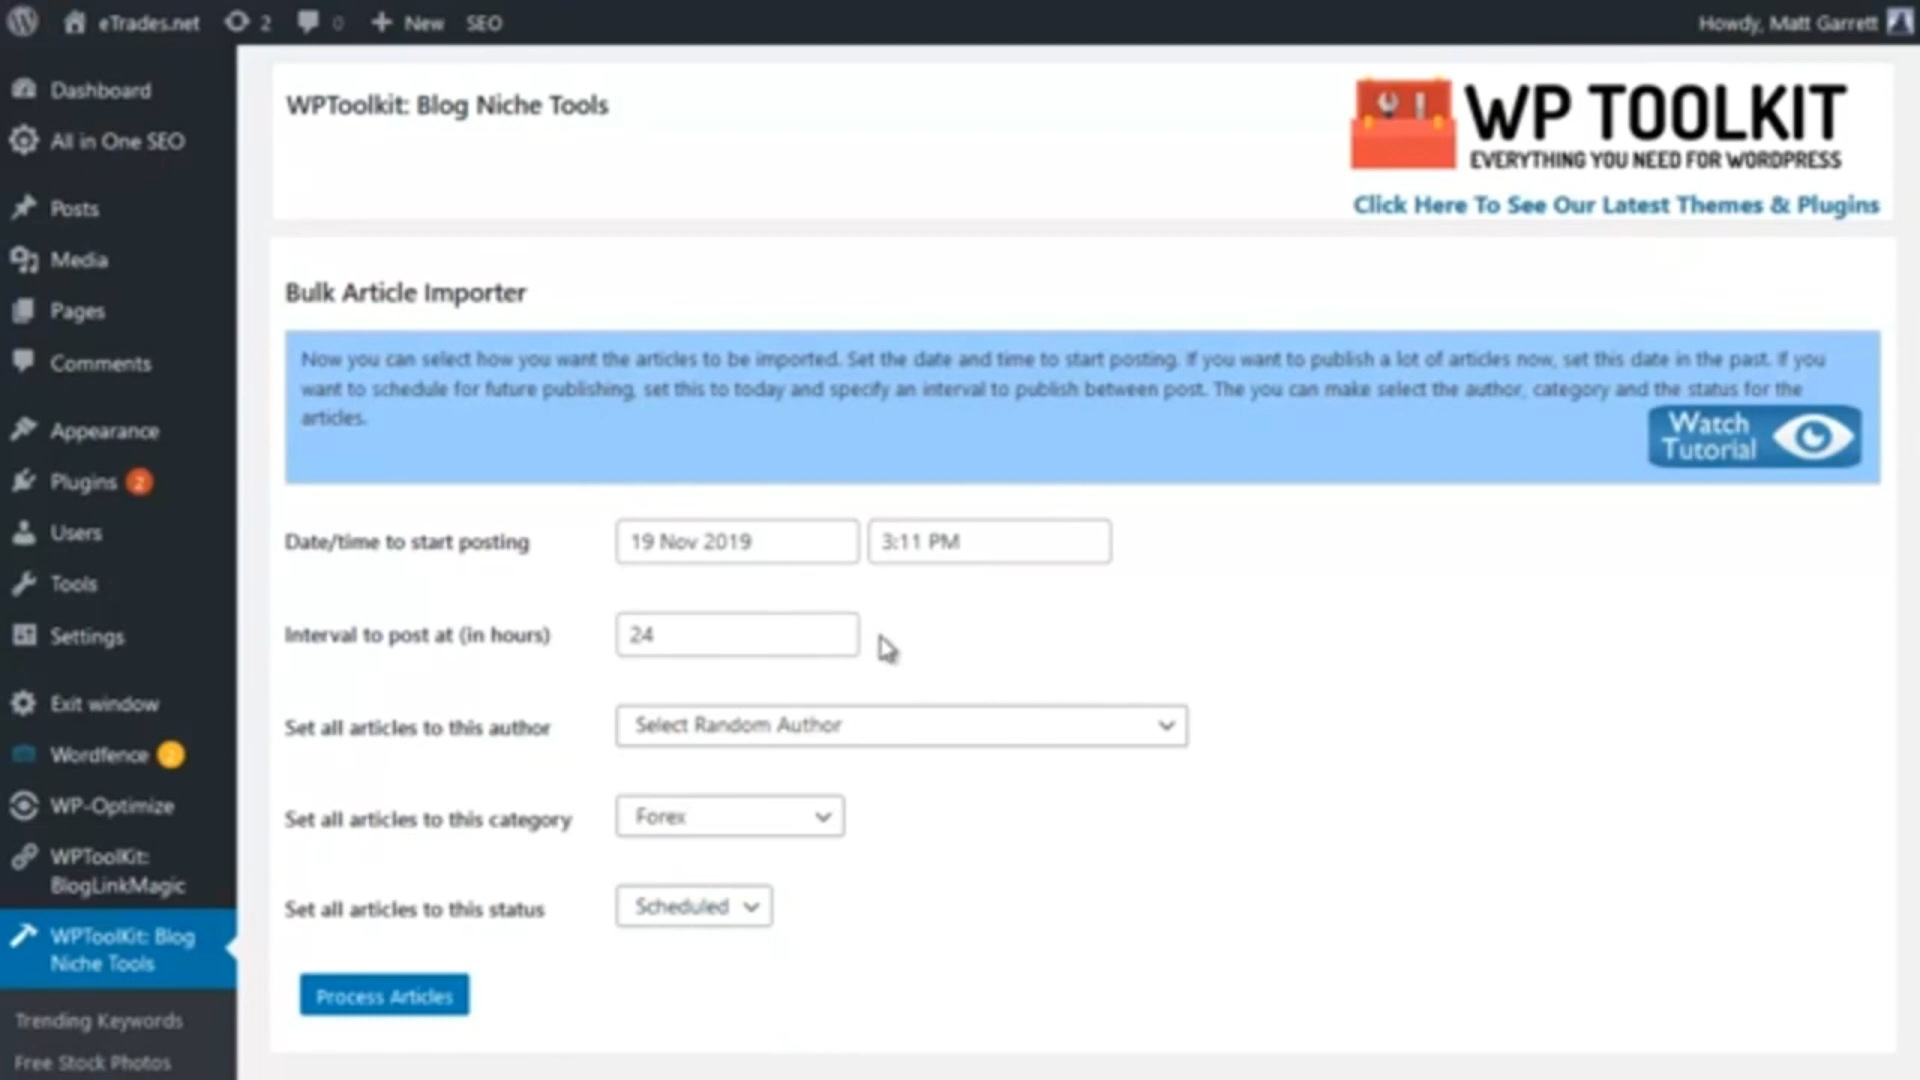 eTrades.net 2 0 New SEO Howdy, Matt Garrett
Dashboard
All in One SEO
Posts
Media
Pages
Comments
Appearance
Plugins 2
Users
Tools
Settings
Exit window
Wordfence 2
WP-Optimize
WPToolKit:
BlogLinkMagic
WPToolKit: Blog
Niche Tools
Trending Keywords
Free Stock Photos
WPToolkit: Blog Niche Tools
WP TOOLKIT
EVERYTHING YOU NEED FOR WORDPRESS
Click Here To See Our Latest Themes & Plugins
Bulk Article Importer
Now you can select how you want the articles to be imported. Set the date and time to start posting. If you want to publish a lot of articles now, set this date in the past. If you
want to schedule for future publishing, set this to today and specify an interval to publish between post. The you can make select the author, category and the status for the
articles.
Watch
Tutorial
Date/time to start posting 19 Nov 2019 3:11 PM
Interval to post at (in hours) 24
Set all articles to this author Select Random Author
Set all articles to this category Forex
Set all articles to this status Scheduled
Process Articles